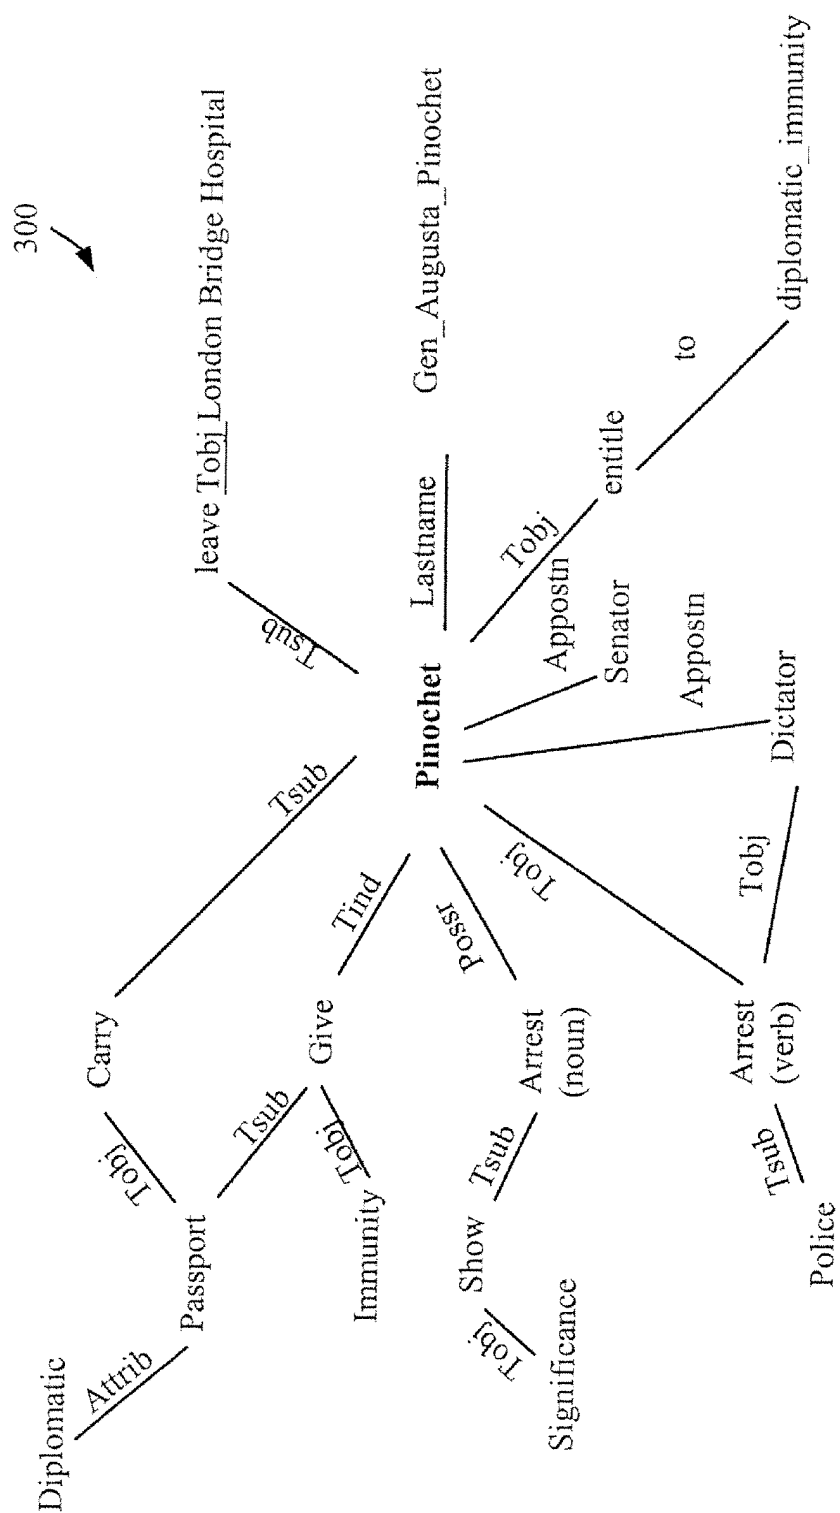 300
leave Tobj London Bridge Hospital
Tsub
Lastname
Gen_Augusta_Pinochet
Pinochet
Tobj
entitle
to
diplomatic_immunity
Appostn
Senator
Appostn
Dictator
Tsub
Carry
Tobj
Passport
Attrib
Diplomatic
Tind
Give
Tsub
Tobj
Immunity
Possr
Arrest
(noun)
Tsub
Show
Tobj
Significance
Tobj
Arrest
(verb)
Tobj
Tsub
Police